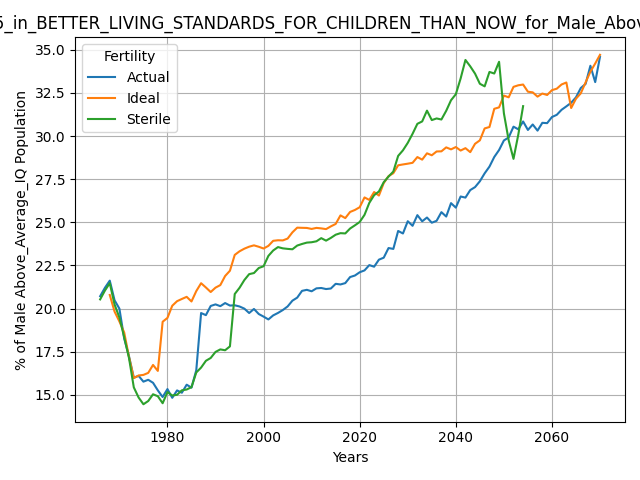 5_in_BETTER_LIVING_STANDARDS_FOR_CHILDREN_THAN_NOW_for_Male_Abov
Fertility
Actual
Ideal
Sterile
% of Male Above_Average_IQ Population
35.0
32.5
30.0
27.5
25.0
22.5
20.0
17.5
15.0
1980
2000
2020
2040
2060
Years